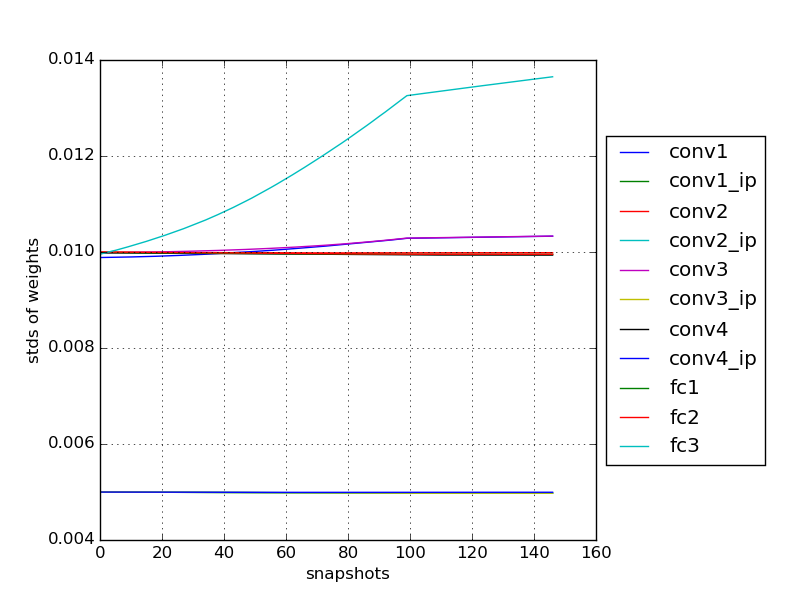 0.014
0.012
0.010
0.008
0.006
0.004
stds of weights
0 20 40 60 80 100 120 140 160
snapshots
conv1
conv1_ip
conv2
conv2_ip
conv3
conv3_ip
conv4
conv4_ip
fc1
fc2
fc3